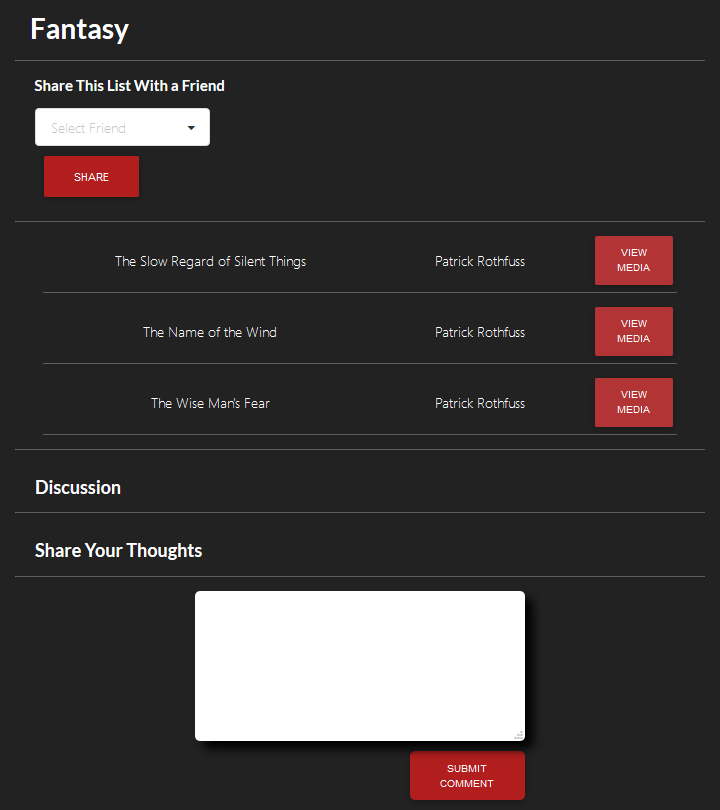 Fantasy
Share This List With a Friend
Select Friend
SHARE
The Slow Regard of Silent Things Patrick Rothfuss VIEW
MEDIA
The Name of the Wind Patrick Rothfuss VIEW
MEDIA
The Wise Man's Fear Patrick Rothfuss VIEW
MEDIA
Discussion
Share Your Thoughts
SUBMIT
COMMENT